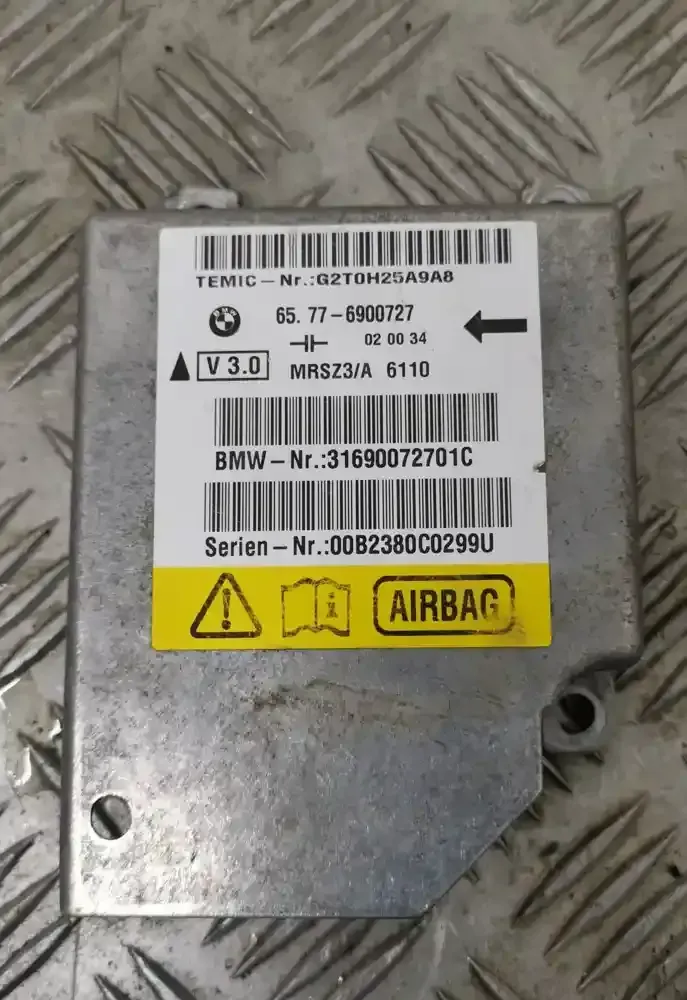 TEMIC-Nr.:G2T0H25A9A8
BMW
65. 77-6900727
02 00 34
V 3.0
MRSZ3/A 6110
BMW-Nr.:31690072701C
Serien-Nr.:00B2380C0299U
AIRBAG